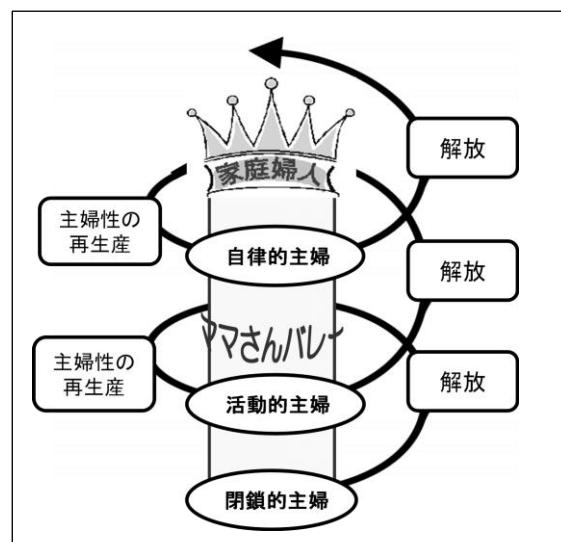 解放
家庭婦人
主婦性の
再生産
自律的主婦
解放
ママさんバレー
主婦性の
再生産
解放
活動的主婦
閉鎖的主婦